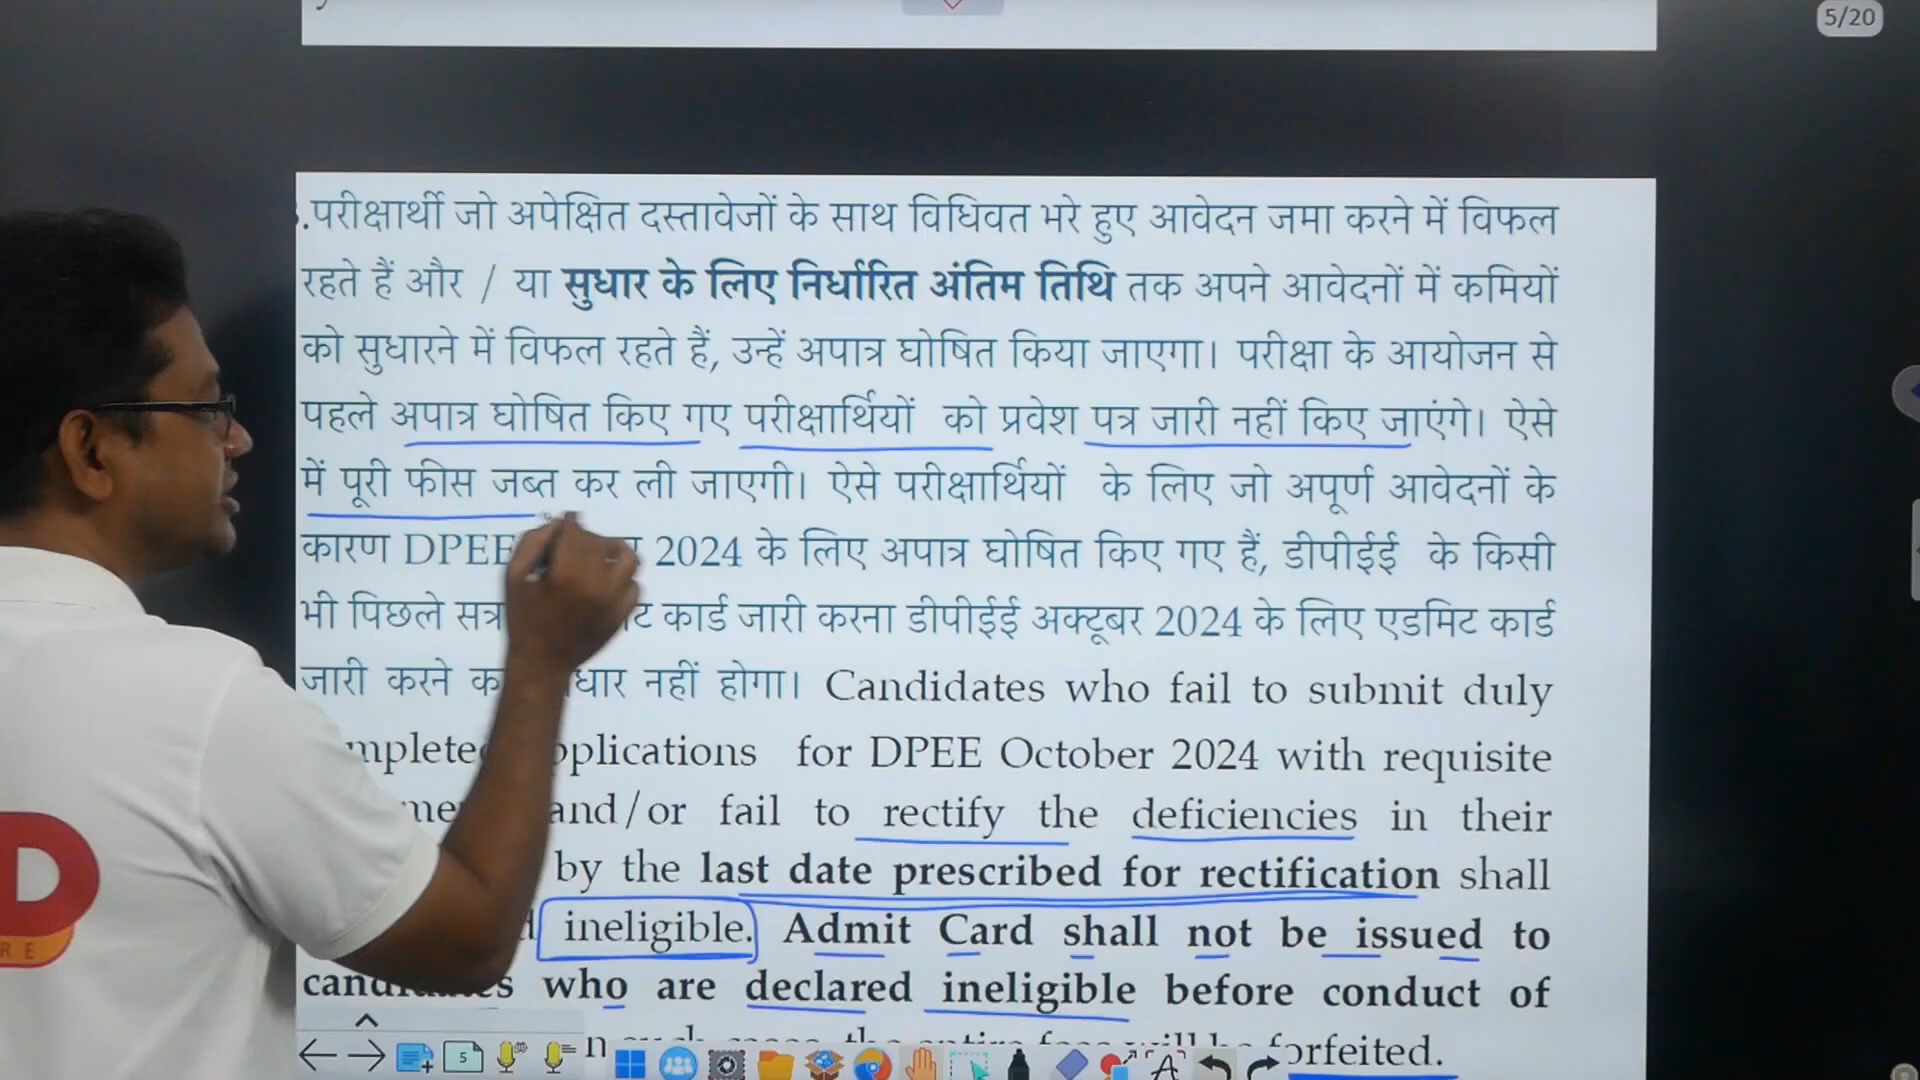 5/20
.परीक्षार्थी जो अपेक्षित दस्तावेजों के साथ विधिवत भरे हुए आवेदन जमा करने में विफल
रहते हैं और / या सुधार के लिए निर्धारित अंतिम तिथि तक अपने आवेदनों में कमियों
को सुधारने में विफल रहते हैं, उन्हें अपात्र घोषित किया जाएगा। परीक्षा के आयोजन से
पहले अपात्र घोषित किए गए परीक्षार्थियों को प्रवेश पत्र जारी नहीं किए जाएंगे। ऐसे
में पूरी फीस जब्त कर ली जाएगी। ऐसे परीक्षार्थियों के लिए जो अपूर्ण आवेदनों के
कारण DPEE 2024 के लिए अपात्र घोषित किए गए हैं, डीपीईई के किसी
भी पिछले सत्र कार्ड जारी करना डीपीईई अक्टूबर 2024 के लिए एडमिट कार्ड
जारी करने नहीं होगा। Candidates who fail to submit duly
for DPEE October 2024 with requisite
and/or fail to rectify the deficiencies in their
by the last date prescribed for rectification shall
ineligible. Admit Card shall not be issued to
who are declared ineligible before conduct of
forfeited.
D
R E
5